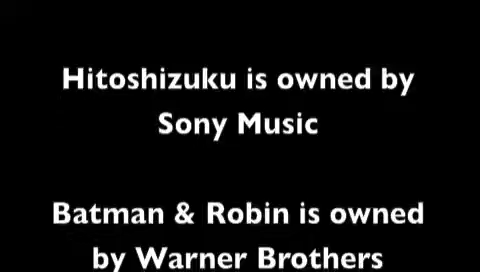 Hitoshizuku is owned by
Sony Music
Batman & Robin is owned
by Warner Brothers